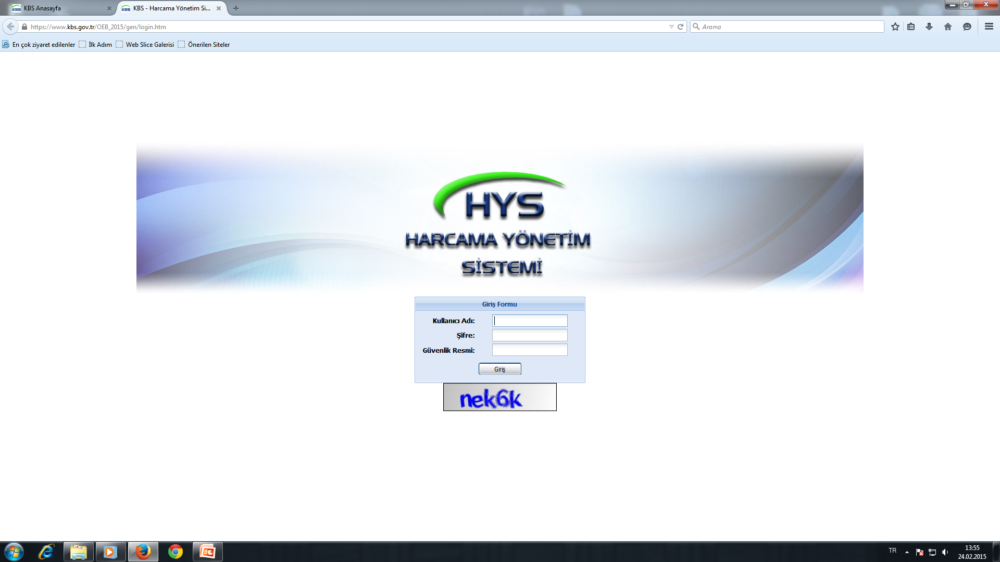 KBS Anasayfa
KBS - Harcama Yönetim Si...
https://www.kbs.gov.tr/OEB_2015/gen/login.htm
Arama
En çok ziyaret edilenler
İlk Adım
Web Slice Galerisi
Önerilen Siteler
HYS
HARCAMA YÖNETİM
SİSTEMİ
Giriş Formu
Kullanıcı Adı:
Şifre:
Güvenlik Resmi:
Giriş
nek6k
TR
13:55
24.02.2015